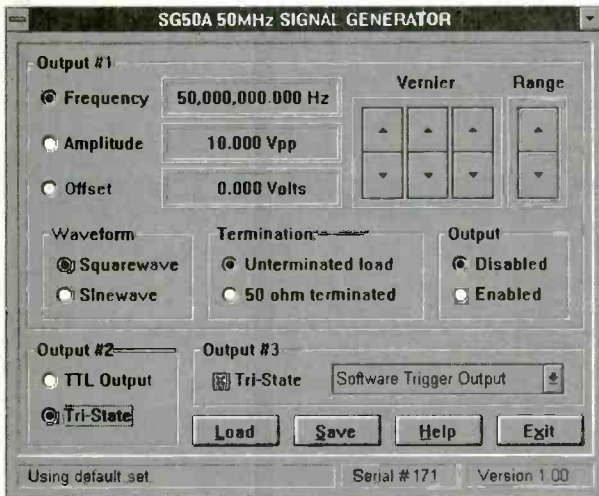 SG50A 50MHz SIGNAL GENERATOR
Output #1
Frequency 50,000,000.000 Hz
Vernier Range
Amplitude 10.000 Vpp
Offset 0.000 Volts
Waveform Termination Output
Squarewave Unterminated load Disabled
Sinewave 50 ohm terminated Enabled
Output #2 Output #3
TTL Output Tri-State Software Trigger Output
Tri-State
Load Save Help Exit
Using default set. Serial # 171 Version 1.00